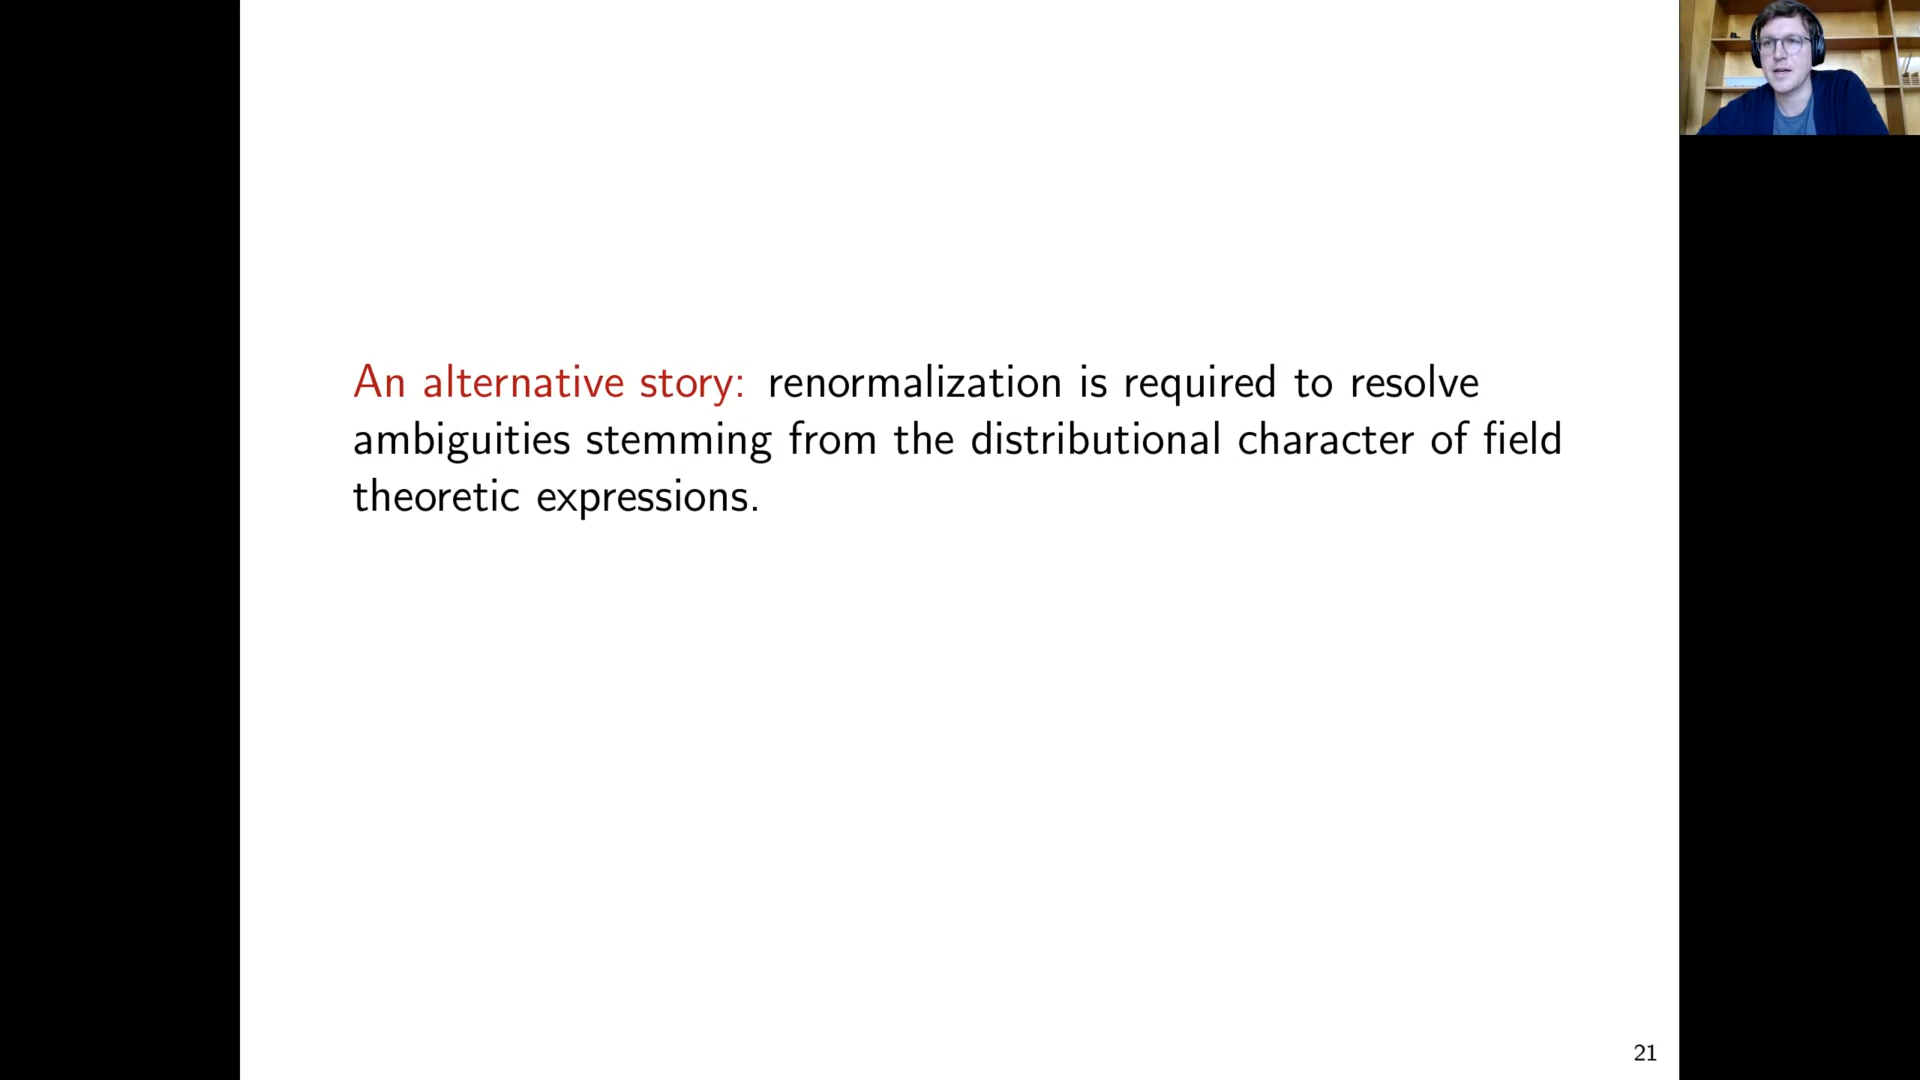 An alternative story: renormalization is required to resolve
ambiguities stemming from the distributional character of field
theoretic expressions.
21